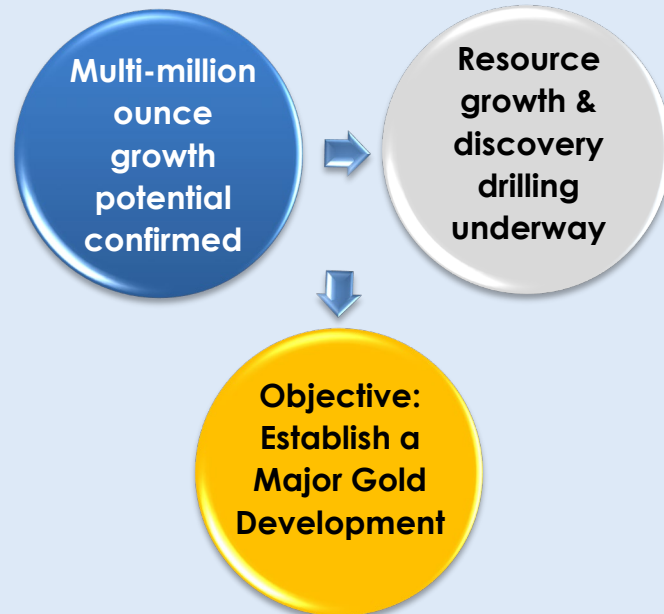 Multi-million
ounce
growth
potential
confirmed
Resource
growth &
discovery
drilling
underway
Objective:
Establish a
Major Gold
Development